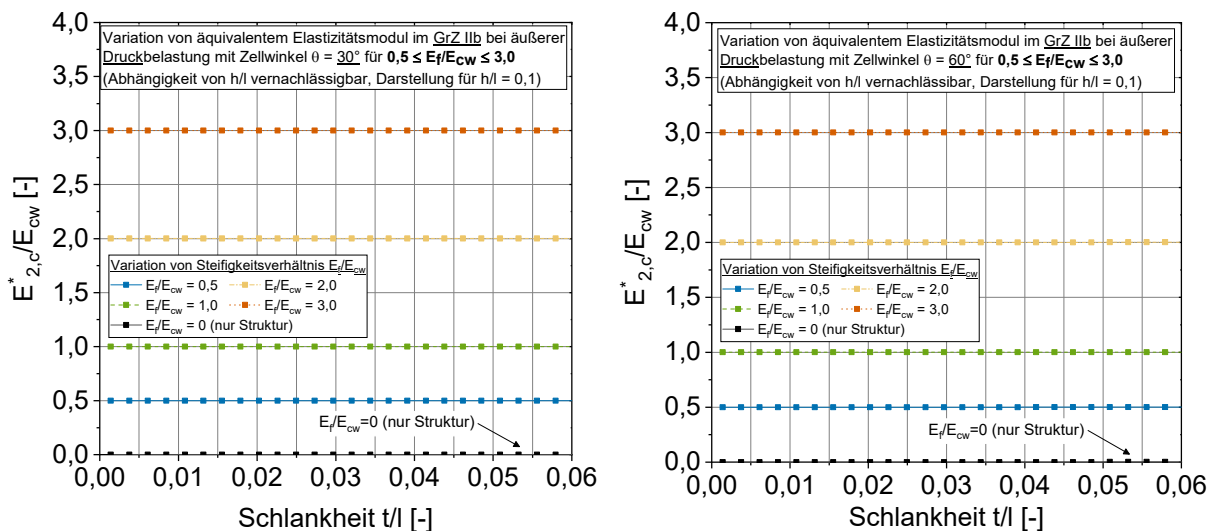 4,0
3,5
3,0
2,5
2,0
1,5
1,0
0,5
0,0
E*2,c/Ecw [-]
Variation von äquivalentem Elastizitätsmodul im GrZ IIb bei äußerer
Druckbelastung mit Zellwinkel θ = 30° für 0,5 ≤ Ef/ECW ≤ 3,0
(Abhängigkeit von h/l vernachlässigbar, Darstellung für h/l = 0,1)
Variation von Steifigkeitsverhältnis Ef/Ecw
Ef/Ecw = 0,5 Ef/Ecw = 2,0
Ef/Ecw = 1,0 Ef/Ecw = 3,0
Ef/Ecw = 0 (nur Struktur)
Ef/Ecw=0 (nur Struktur)
0,00 0,01 0,02 0,03 0,04 0,05 0,06
Schlankheit t/l [-]
4,0
3,5
3,0
2,5
2,0
1,5
1,0
0,5
0,0
E*2,c/Ecw [-]
Variation von äquivalentem Elastizitätsmodul im GrZ IIb bei äußerer
Druckbelastung mit Zellwinkel θ = 60° für 0,5 ≤ Ef/ECW ≤ 3,0
(Abhängigkeit von h/l vernachlässibar, Darstellung für h/l = 0,1)
Variation von Steifigkeitsverhältnis Ef/Ecw
Ef/Ecw = 0,5 Ef/Ecw = 2,0
Ef/Ecw = 1,0 Ef/Ecw = 3,0
Ef/Ecw = 0 (nur Struktur)
Ef/Ecw=0 (nur Struktur)
0,00 0,01 0,02 0,03 0,04 0,05 0,06
Schlankheit t/l [-]